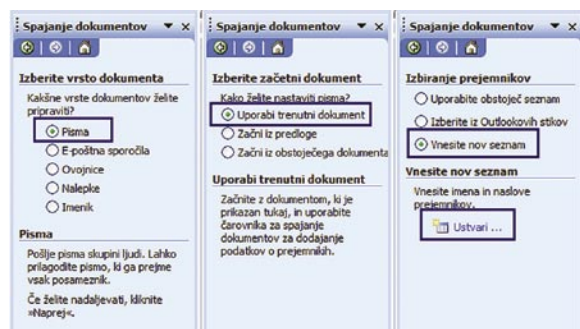 Spajanje dokumentov
Izberite vrsto dokumenta
Kakšne vrste dokumentov želite
pripraviti?
Pisma
E-poštna sporočila
Ovojnice
Nalepke
Imenik
Pisma
Pošlje pisma skupini ljudi. Lahko
prilagodite pismo, ki ga prejme
vsak posameznik.
Če želite nadaljevati, kliknite
»Naprej«.
Spajanje dokumentov
Izberite začetni dokument
Kako želite nastaviti pisma?
Uporabi trenutni dokument
Začni iz predloge
Začni iz obstoječega dokumenta
Uporabi trenutni dokument
Začnite z dokumentom, ki je
prikazan tukaj, in uporabite
čarovnika za spajanje
dokumentov za dodajanje
podatkov o prejemnikih.
Spajanje dokumentov
Izbiranje prejemnikov
Uporabite obstoječ seznam
Izberite iz Outlookovih stikov
Vnesite nov seznam
Vnesite nov seznam
Vnesite imena in naslove
prejemnikov.
Ustvari ...